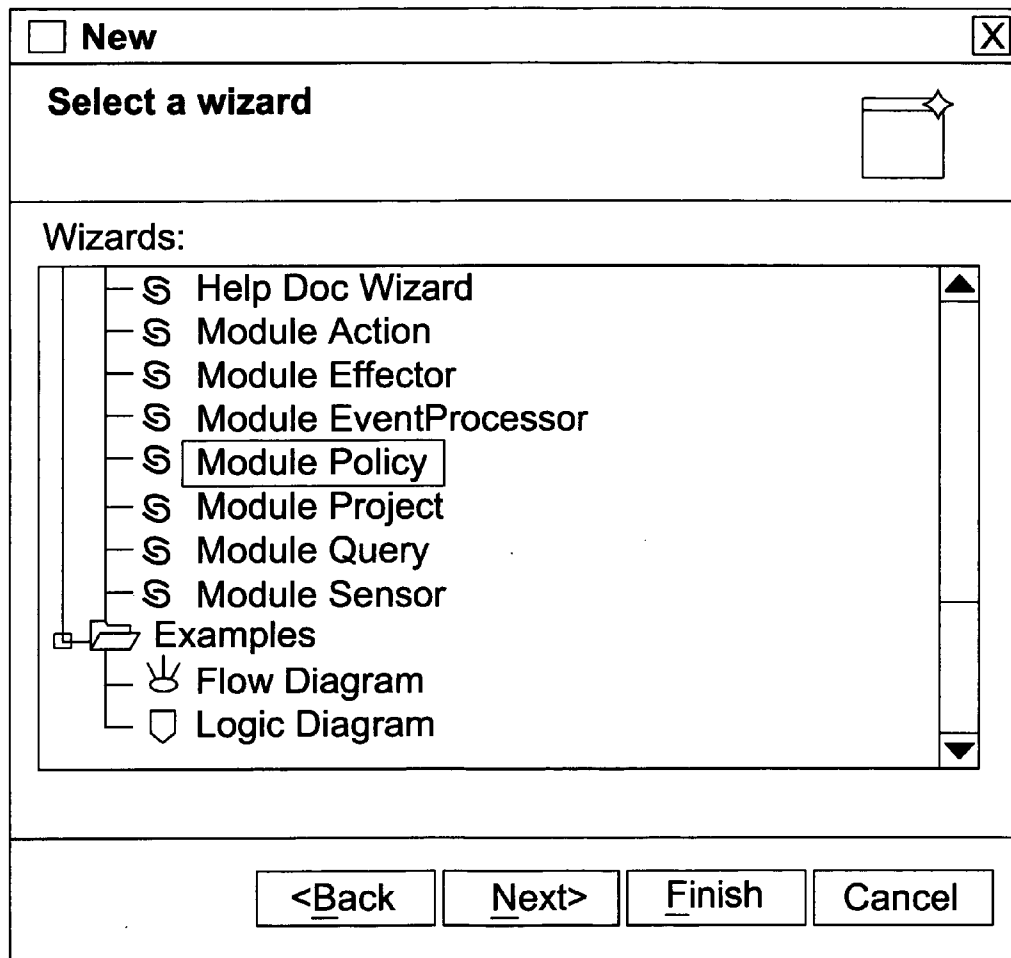 New X
Select a wizard
Wizards:
Help Doc Wizard
Module Action
Module Effector
Module EventProcessor
Module Policy
Module Project
Module Query
Module Sensor
Examples
Flow Diagram
Logic Diagram
<Back Next> Finish Cancel